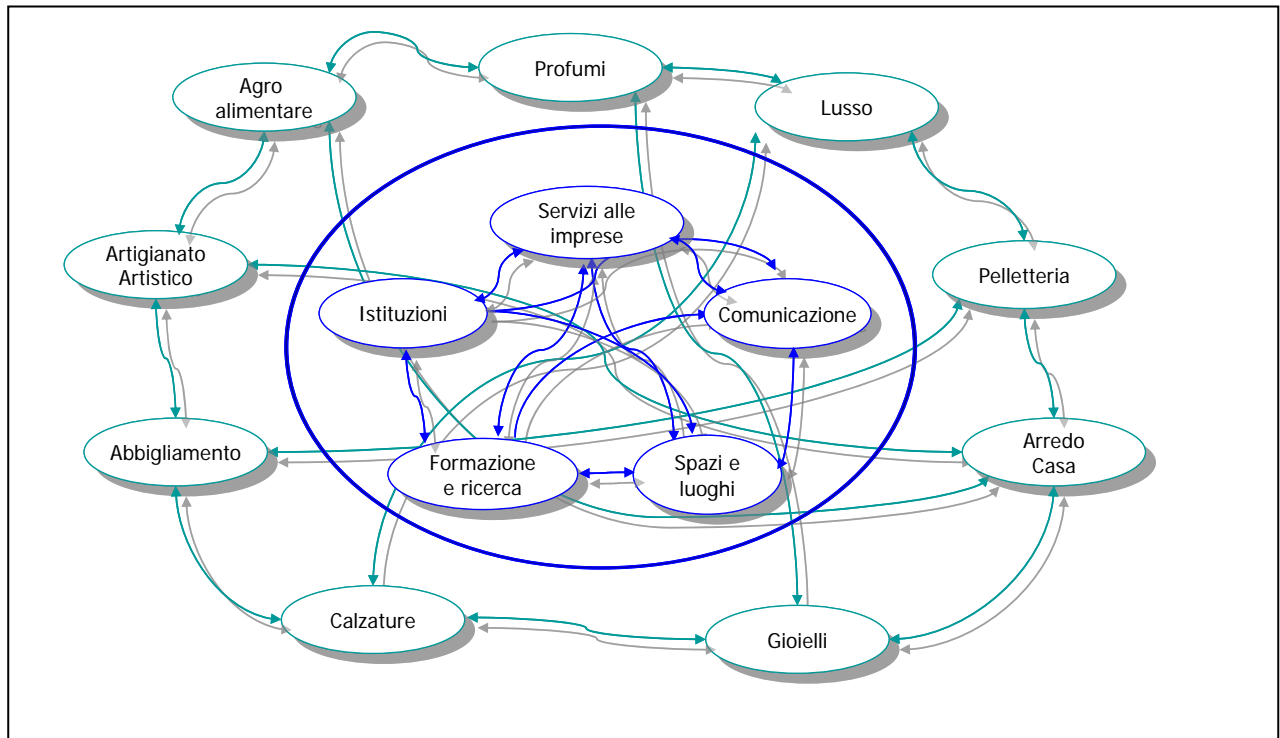 Profumi
Agro
alimentare
Lusso
Servizi alle
imprese
Artigianato
Artistico
Pelletteria
Istituzioni
Comunicazione
Abbigliamento
Formazione
e ricerca
Spazi e
luoghi
Arredo
Casa
Calzature
Gioielli